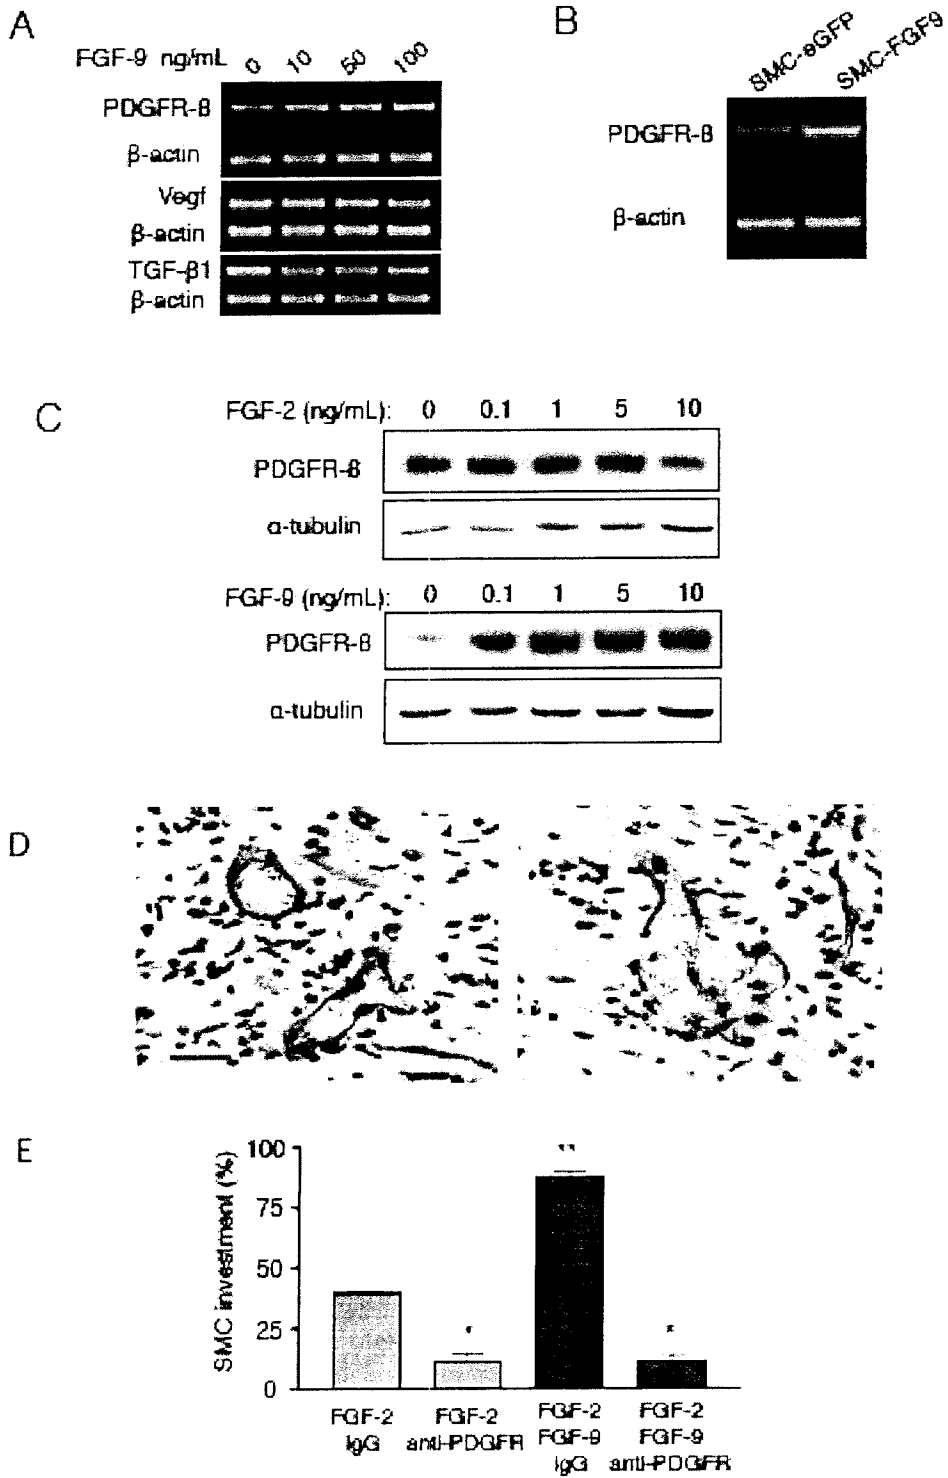 A
FGF-9 ng/mL 0 10 50 100
PDGFR-β
β-actin
Vegf
β-actin
TGF-β1
β-actin
B
SMC-eGFP SMC-FGF9
PDGFR-β
β-actin
C
FGF-2 (ng/mL): 0 0.1 1 5 10
PDGFR-β
α-tubulin
FGF-9 (ng/mL): 0 0.1 1 5 10
PDGFR-β
α-tubulin
D
E
SMC investment (%)
100
75
50
25
0
**
*
*
FGF-2 IgG
FGF-2 anti-PDGFR
FGF-2 FGF-9 IgG
FGF-2 FGF-9 anti-PDGFR